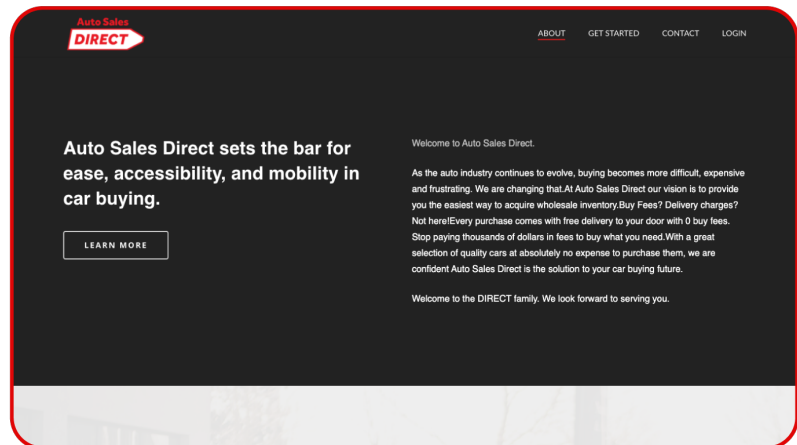 Auto Sales
DIRECT
ABOUT GET STARTED CONTACT LOGIN
Auto Sales Direct sets the bar for
ease, accessibility, and mobility in
car buying.
LEARN MORE
Welcome to Auto Sales Direct.
As the auto industry continues to evolve, buying becomes more difficult, expensive
and frustrating. We are changing that.At Auto Sales Direct our vision is to provide
you the easiest way to acquire wholesale inventory.Buy Fees? Delivery charges?
Not here!Every purchase comes with free delivery to your door with 0 buy fees.
Stop paying thousands of dollars in fees to buy what you need.With a great
selection of quality cars at absolutely no expense to purchase them, we are
confident Auto Sales Direct is the solution to your car buying future.
Welcome to the DIRECT family. We look forward to serving you.